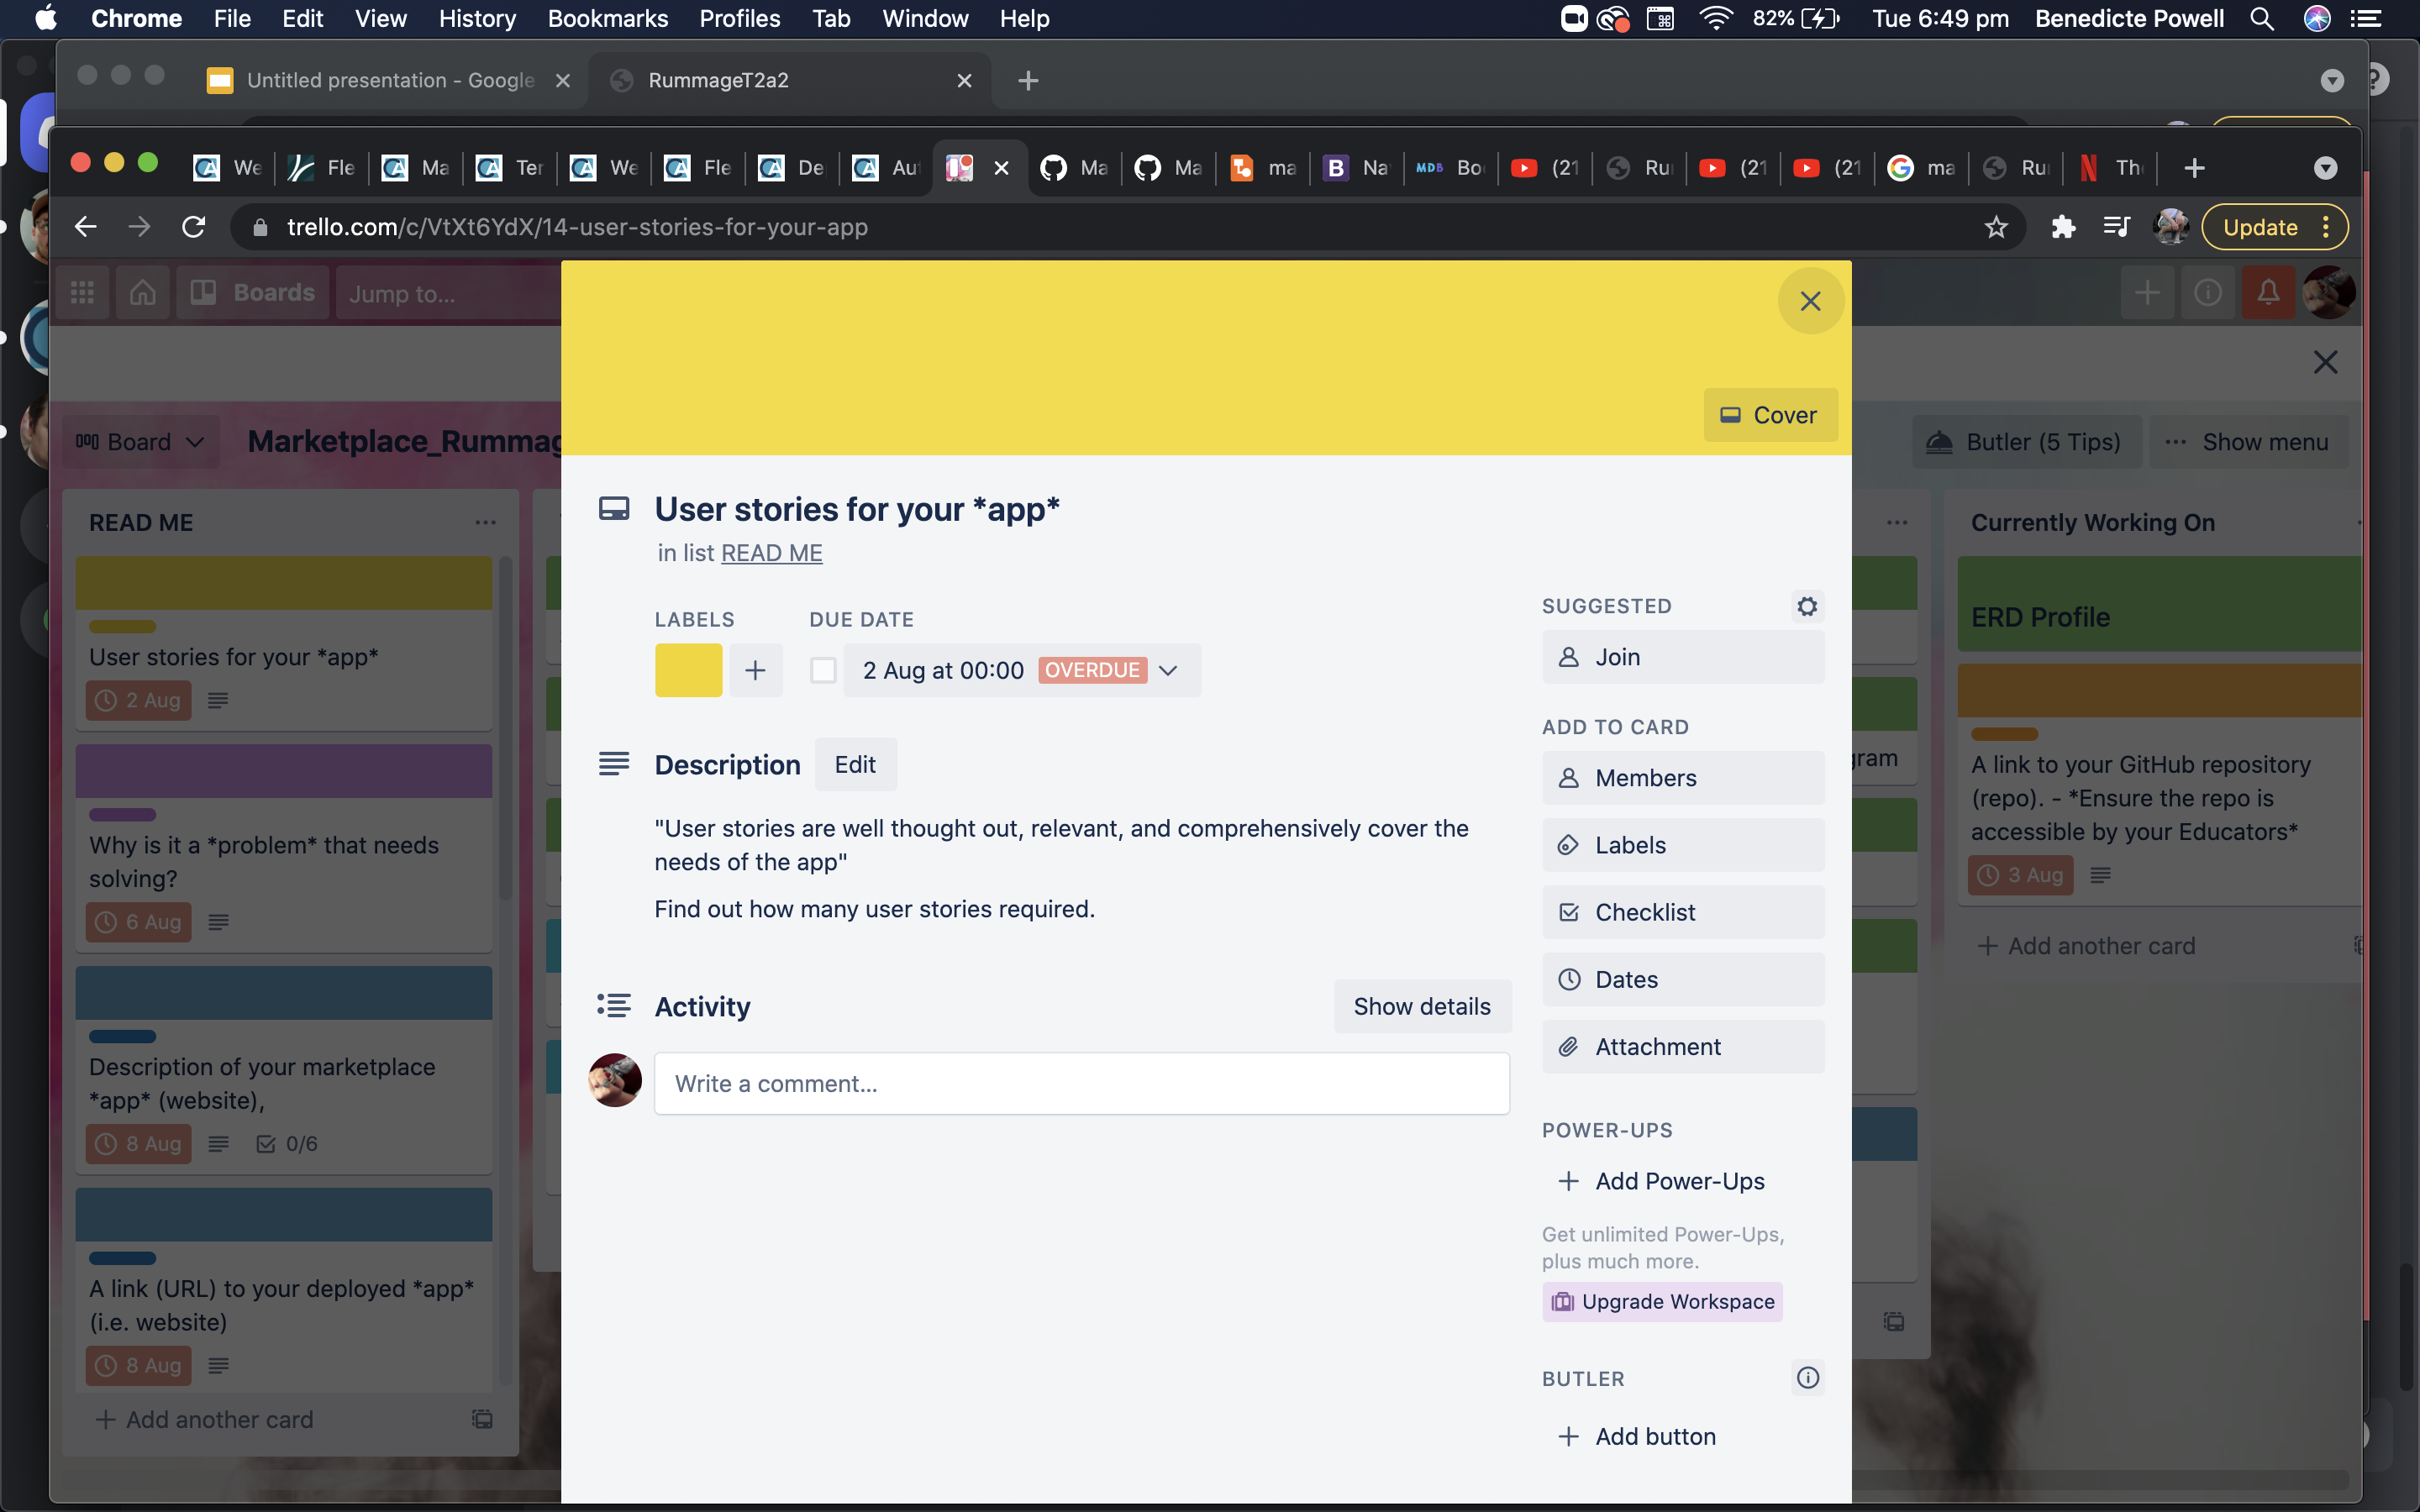 Chrome File Edit View History Bookmarks Profiles Tab Window Help 82% Tue 6:49 pm Benedicte Powell
Untitled presentation - Google RummageT2a2
We Fle Ma Ter We Fle De Au Ma Ma ma B Na MDB Bo (21 Ru (21 (21 ma Ru Th
trello.com/c/VtXt6YdX/14-user-stories-for-your-app Update
Boards Jump to...
Cover
Board Marketplace_Rummag Butler (5 Tips) Show menu
READ ME
User stories for your *app*
2 Aug
Why is it a *problem* that needs
solving?
6 Aug
Description of your marketplace
*app* (website),
8 Aug 0/6
A link (URL) to your deployed *app*
(i.e. website)
8 Aug
Add another card
User stories for your *app*
in list READ ME
LABELS DUE DATE
2 Aug at 00:00 OVERDUE
Description Edit
"User stories are well thought out, relevant, and comprehensively cover the
needs of the app"
Find out how many user stories required.
Activity Show details
Write a comment...
SUGGESTED
Join
ADD TO CARD
Members
Labels
Checklist
Dates
Attachment
POWER-UPS
Add Power-Ups
Get unlimited Power-Ups,
plus much more.
Upgrade Workspace
BUTLER
Add button
gram
Currently Working On
ERD Profile
A link to your GitHub repository
(repo). - *Ensure the repo is
accessible by your Educators*
3 Aug
Add another card